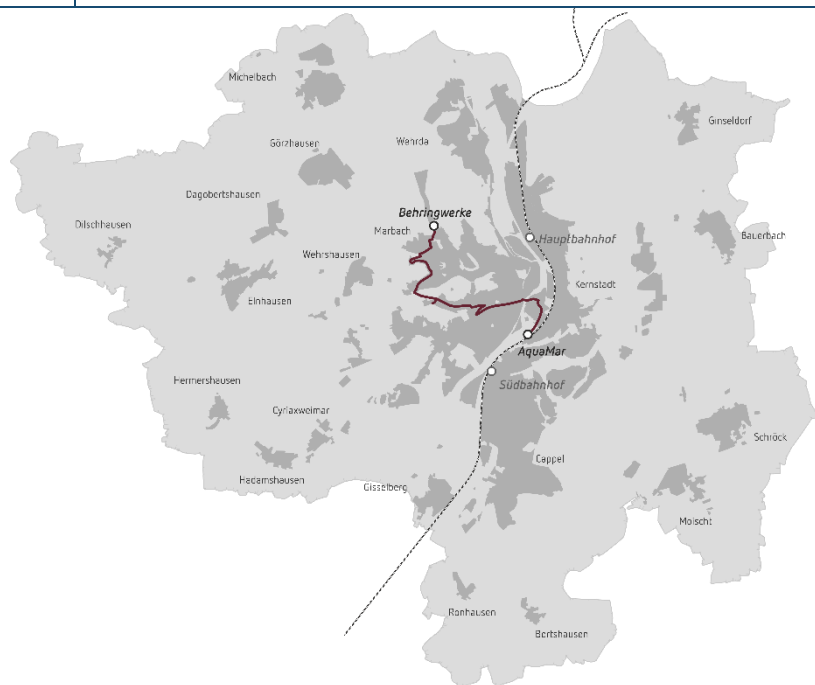 Michelbach
Ginseldorf
Görzhausen
Wehrda
Dagobertshausen
Behringwerke
Dilschhausen
Marbach
Hauptbahnhof
Bauerbach
Wehrshausen
Kernstadt
Elnhausen
AquaMar
Hermershausen
Südbahnhof
Cyriaxweimar
Schröck
Cappel
Hadamshausen
Gisselberg
Moischt
Ronhausen
Bortshausen